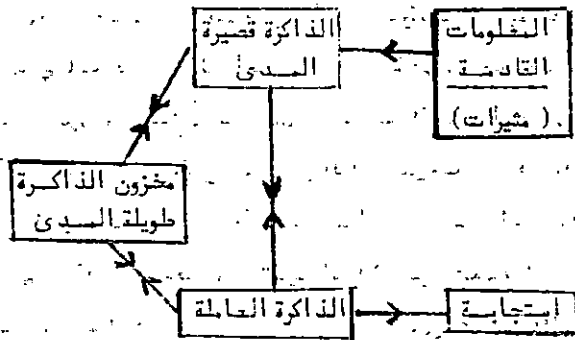 المعلومات
القادمة
(مثيرات)
الذاكرة قصيرة
المدى
مخزون الذاكرة
طويلة المدى
الذاكرة العاملة
إستجابة